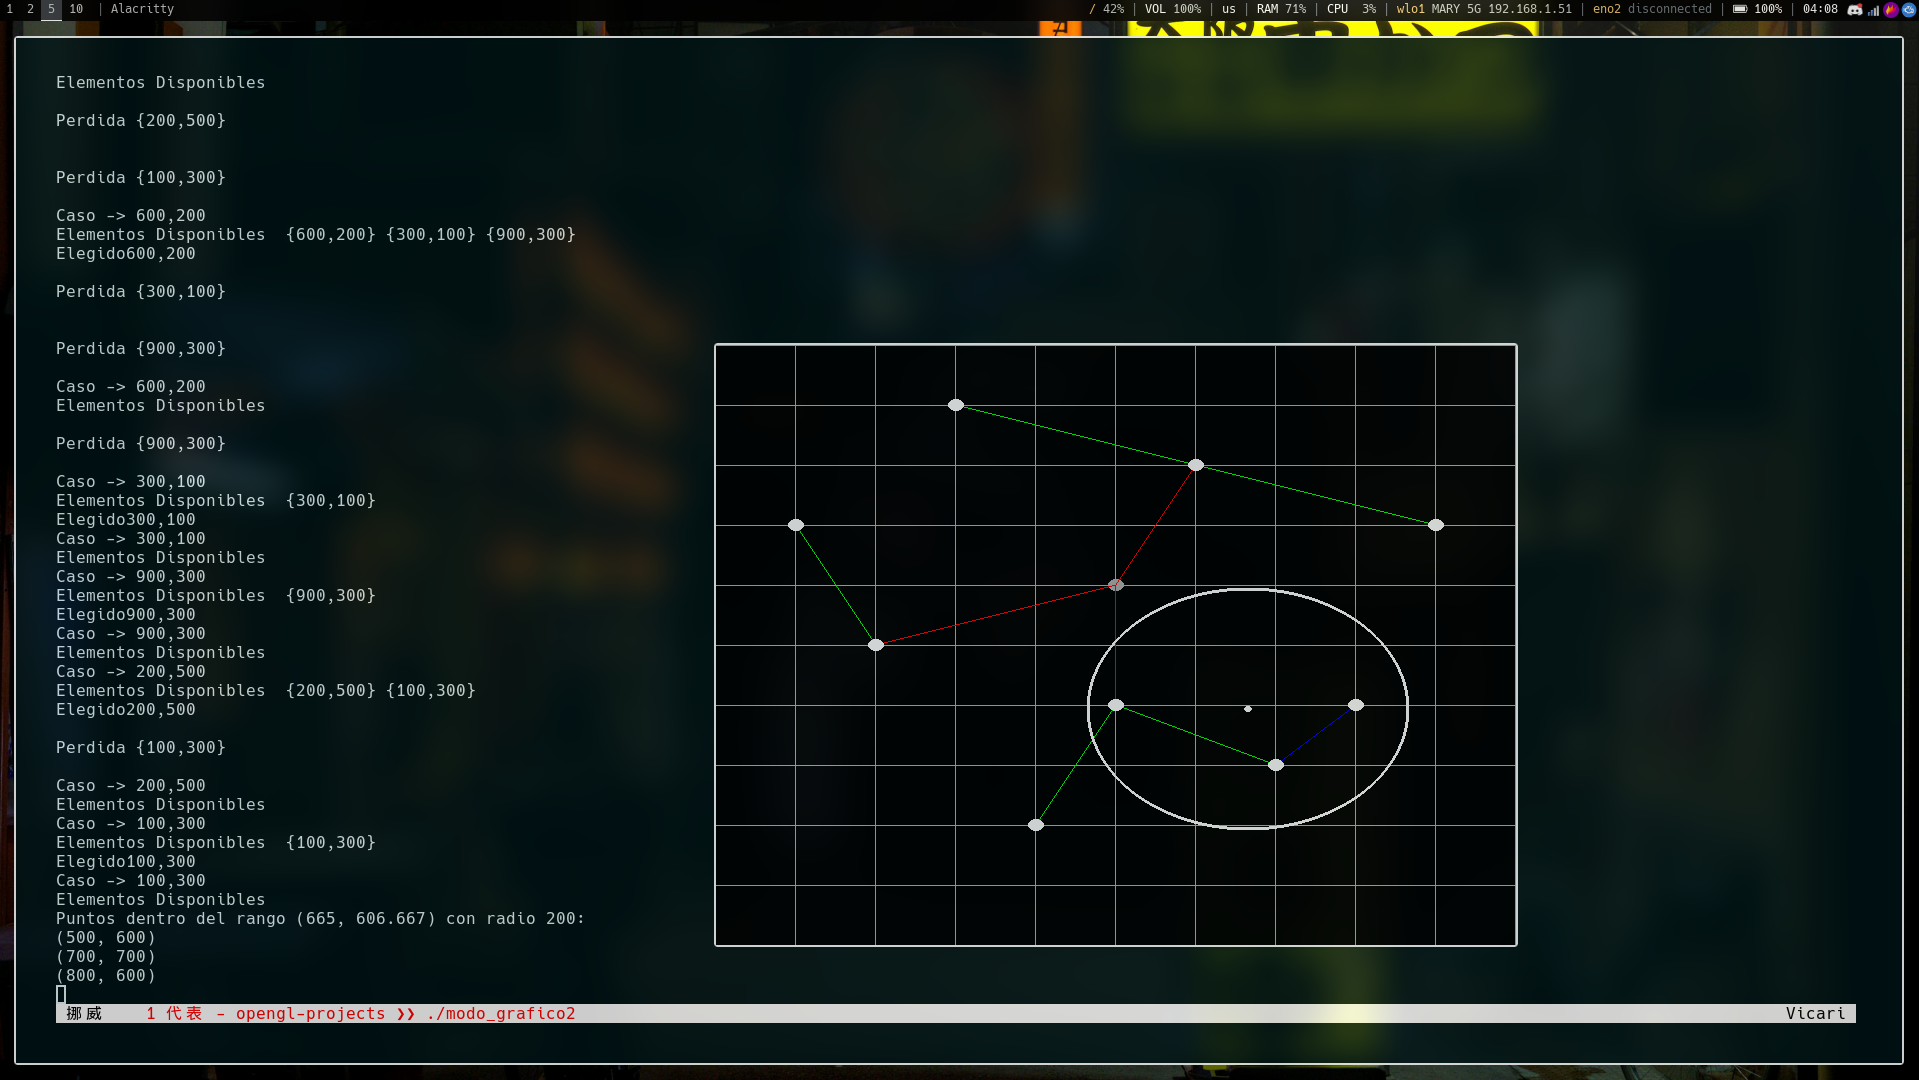 1 2 5 10 | Alacritty
/ 42% | VOL 100% | us | RAM 71% | CPU 3% | wlo1 MARY 5G 192.168.1.51 | eno2 disconnected | 100% | 04:08
Elementos Disponibles
Perdida {200,500}
Perdida {100,300}
Caso -> 600,200
Elementos Disponibles  {600,200} {300,100} {900,300}
Elegido600,200
Perdida {300,100}
Perdida {900,300}
Caso -> 600,200
Elementos Disponibles
Perdida {900,300}
Caso -> 300,100
Elementos Disponibles  {300,100}
Elegido300,100
Caso -> 300,100
Elementos Disponibles
Caso -> 900,300
Elementos Disponibles  {900,300}
Elegido900,300
Caso -> 900,300
Elementos Disponibles
Caso -> 200,500
Elementos Disponibles  {200,500} {100,300}
Elegido200,500
Perdida {100,300}
Caso -> 200,500
Elementos Disponibles
Caso -> 100,300
Elementos Disponibles  {100,300}
Elegido100,300
Caso -> 100,300
Elementos Disponibles
Puntos dentro del rango (665, 606.667) con radio 200:
(500, 600)
(700, 700)
(800, 600)
挪威 1 代表 - opengl-projects ❯❯ ./modo_grafico2 Vicari